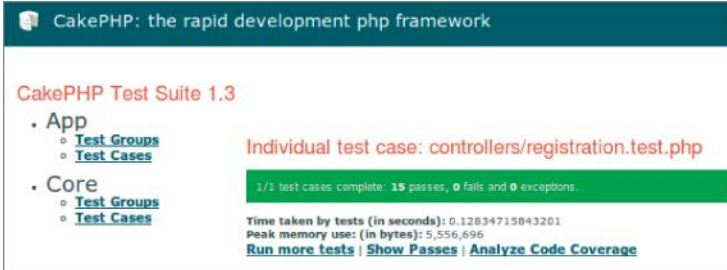 CakePHP: the rapid development php framework
CakePHP Test Suite 1.3
App
Test Groups
Test Cases
Core
Test Groups
Test Cases
Individual test case: controllers/registration.test.php
1/1 test cases complete: 15 passes, 0 fails and 0 exceptions.
Time taken by tests (in seconds): 0.12834715843201
Peak memory use: (in bytes): 5,556,696
Run more tests | Show Passes | Analyze Code Coverage